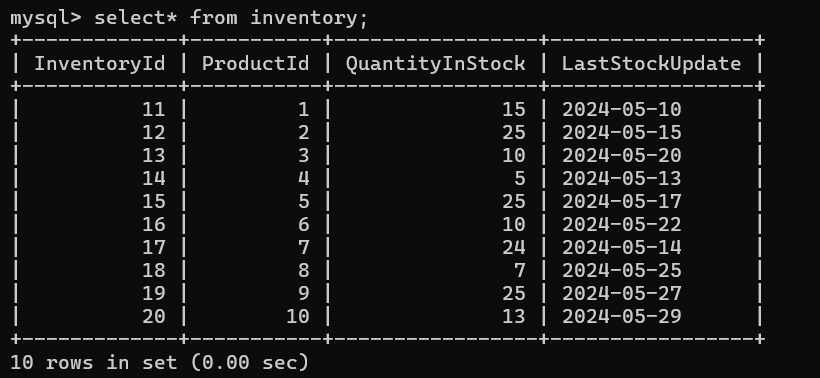 mysql> select* from inventory;
+-------------+-----------+-----------------+-----------------+
| InventoryId | ProductId | QuantityInStock | LastStockUpdate |
+-------------+-----------+-----------------+-----------------+
|          11 |         1 |              15 | 2024-05-10      |
|          12 |         2 |              25 | 2024-05-15      |
|          13 |         3 |              10 | 2024-05-20      |
|          14 |         4 |               5 | 2024-05-13      |
|          15 |         5 |              25 | 2024-05-17      |
|          16 |         6 |              10 | 2024-05-22      |
|          17 |         7 |              24 | 2024-05-14      |
|          18 |         8 |               7 | 2024-05-25      |
|          19 |         9 |              25 | 2024-05-27      |
|          20 |        10 |              13 | 2024-05-29      |
+-------------+-----------+-----------------+-----------------+
10 rows in set (0.00 sec)